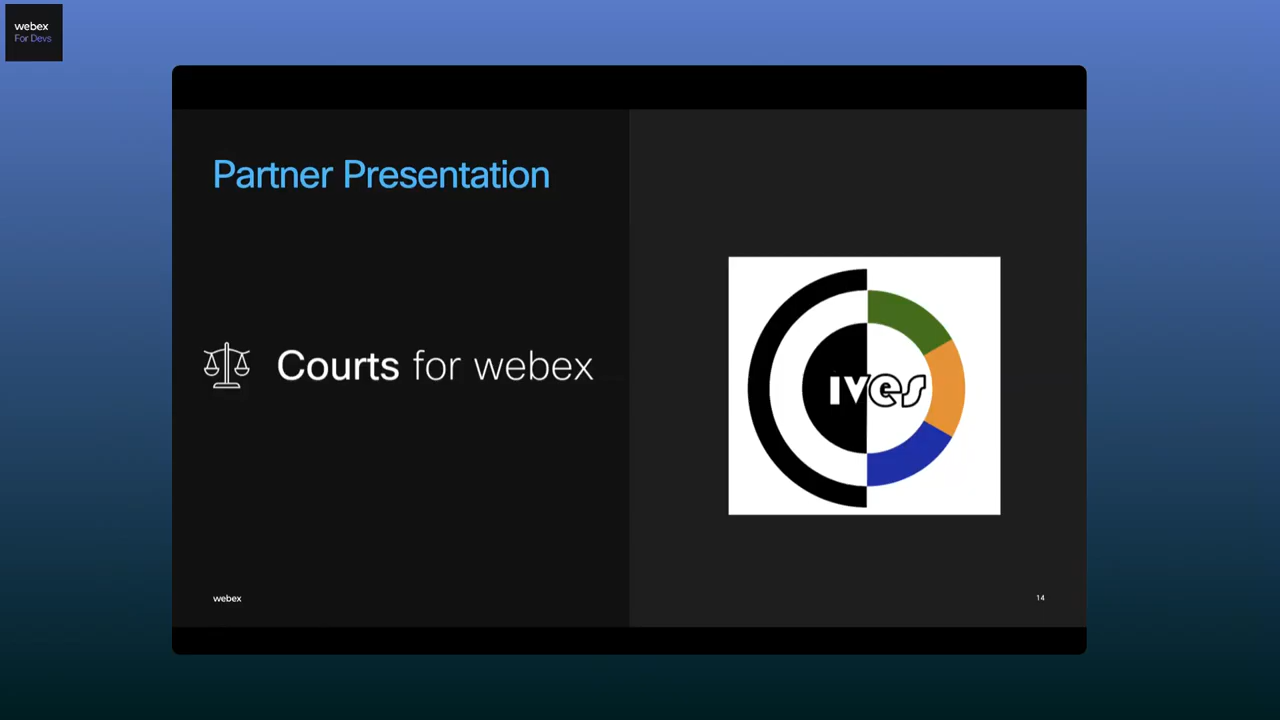 webex
For Devs
Partner Presentation
Courts for webex
ives
webex
14